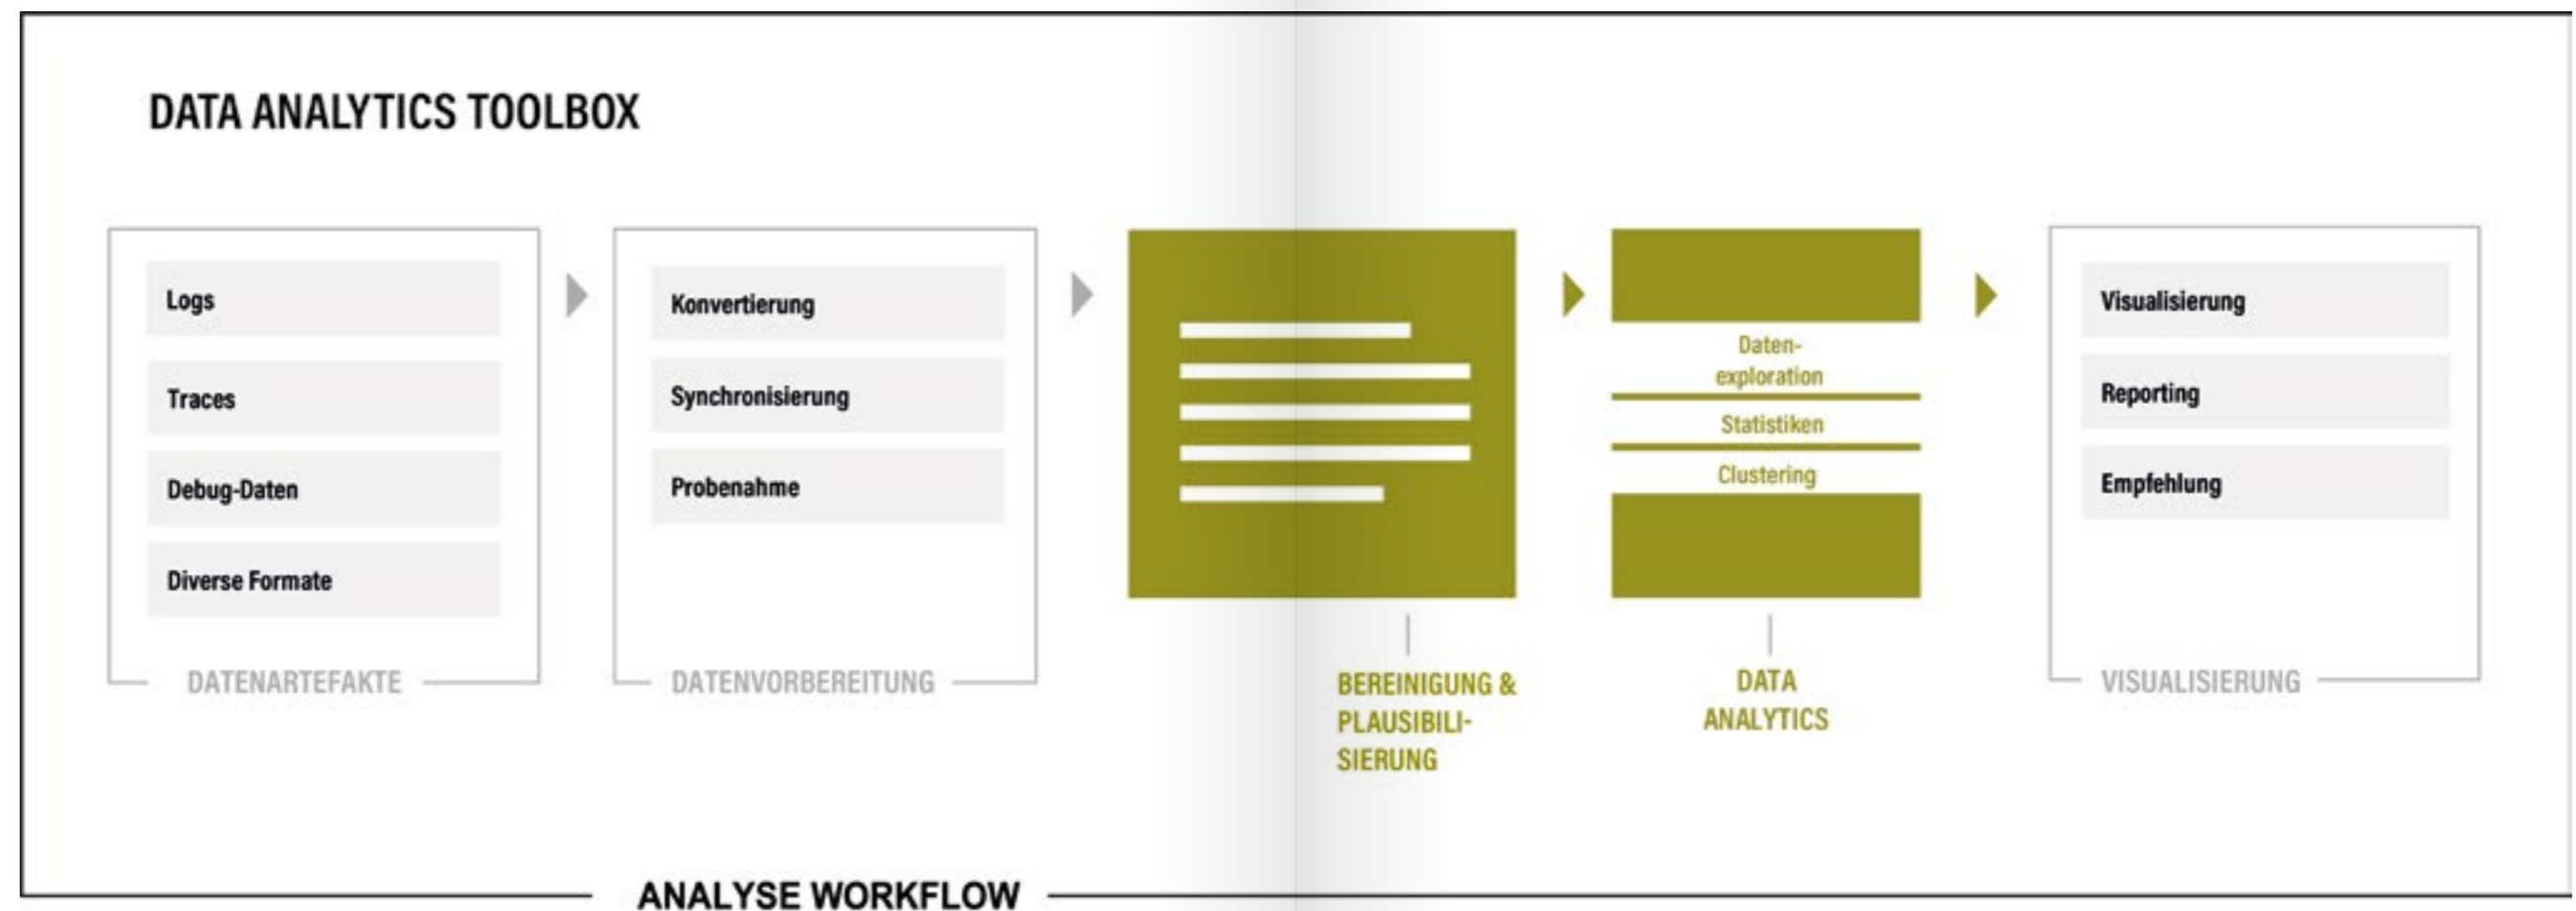 DATA ANALYTICS TOOLBOX
Logs
Traces
Debug-Daten
Diverse Formate
DATENARTEFAKTE
Konvertierung
Synchronisierung
Probenahme
DATENVORBEREITUNG
BEREINIGUNG &
PLAUSIBILI-
SIERUNG
Daten-
exploration
Statistiken
Clustering
DATA
ANALYTICS
Visualisierung
Reporting
Empfehlung
VISUALISIERUNG
ANALYSE WORKFLOW